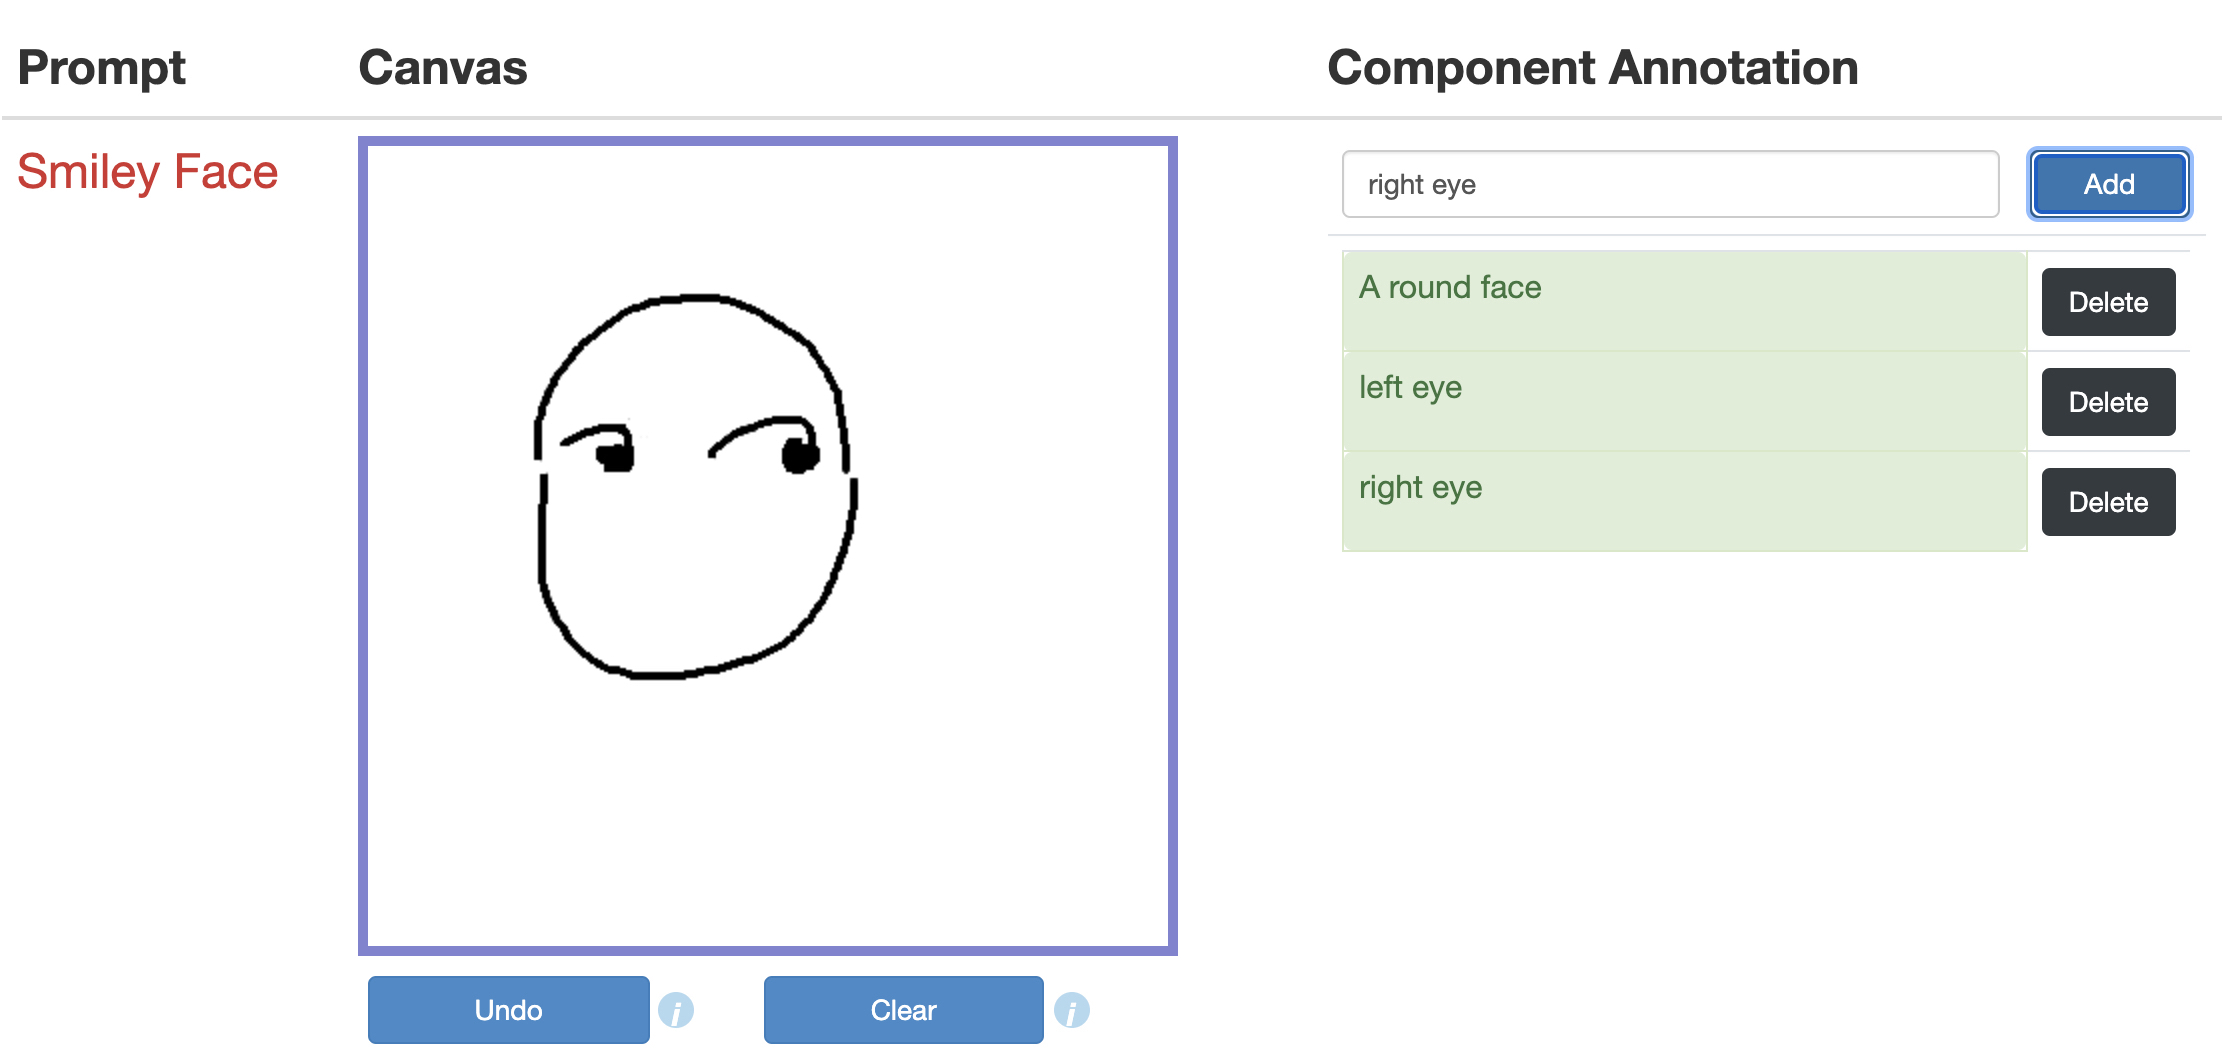 Prompt
Canvas
Component Annotation
Smiley Face
right eye
Add
A round face
Delete
left eye
Delete
right eye
Delete
Undo
i
Clear
i